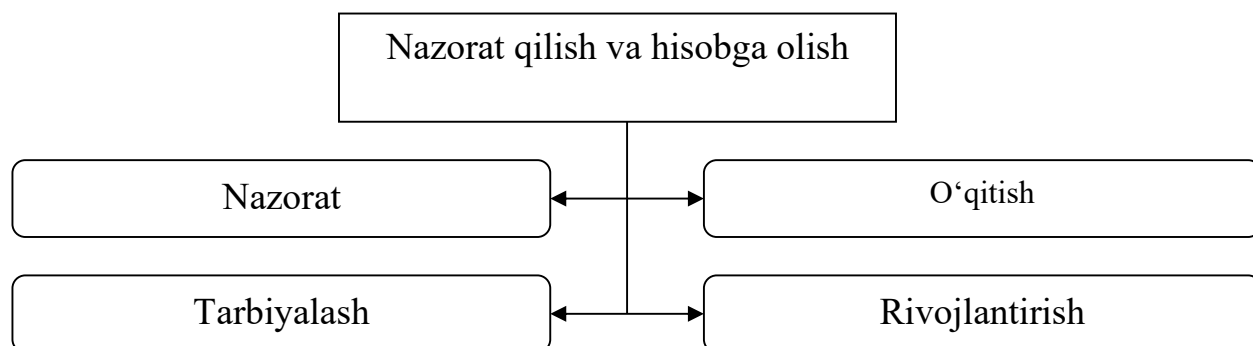 Nazorat qilish va hisobga olish
Nazorat
O‘qitish
Tarbiyalash
Rivojlantirish